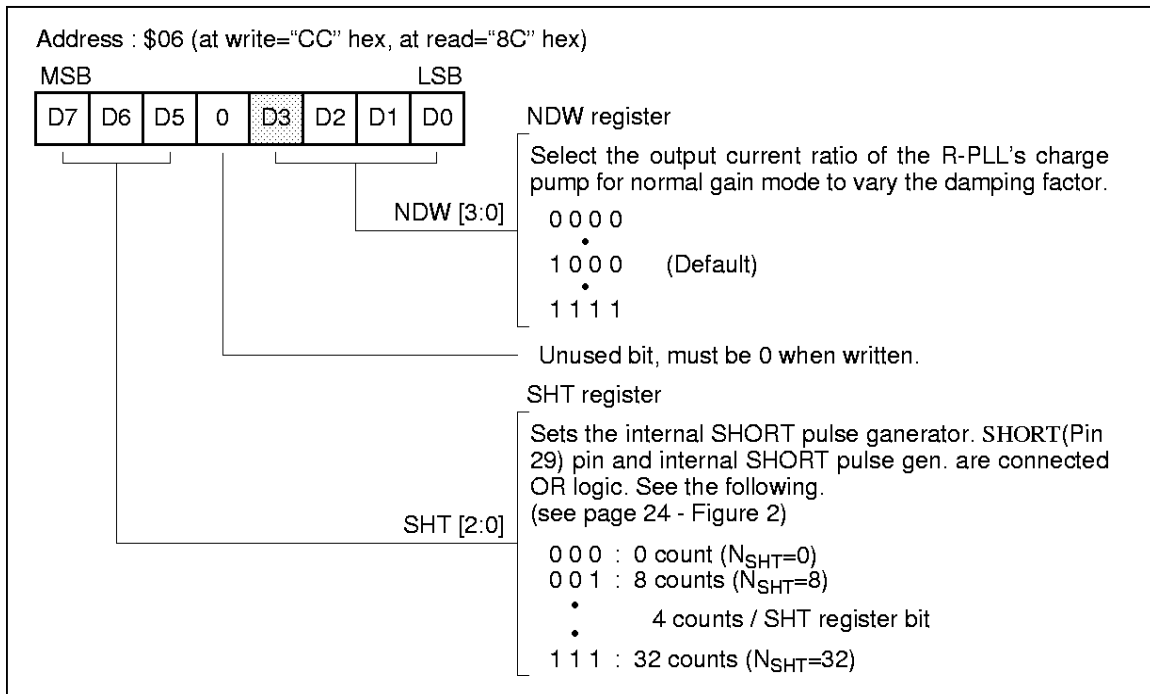 Address : $06 (at write=“CC” hex, at read=“8C” hex)
MSB LSB
D7 D6 D5 0 D3 D2 D1 D0
NDW register
Select the output current ratio of the R-PLL’s charge
pump for normal gain mode to vary the damping factor.
NDW [3:0]
0 0 0 0
•
1 0 0 0 (Default)
•
1 1 1 1
Unused bit, must be 0 when written.
SHT register
Sets the internal SHORT pulse ganerator. SHORT(Pin
29) pin and internal SHORT pulse gen. are connected
OR logic. See the following.
(see page 24 - Figure 2)
SHT [2:0]
0 0 0 : 0 count (NSHT=0)
0 0 1 : 8 counts (NSHT=8)
•
4 counts / SHT register bit
•
1 1 1 : 32 counts (NSHT=32)